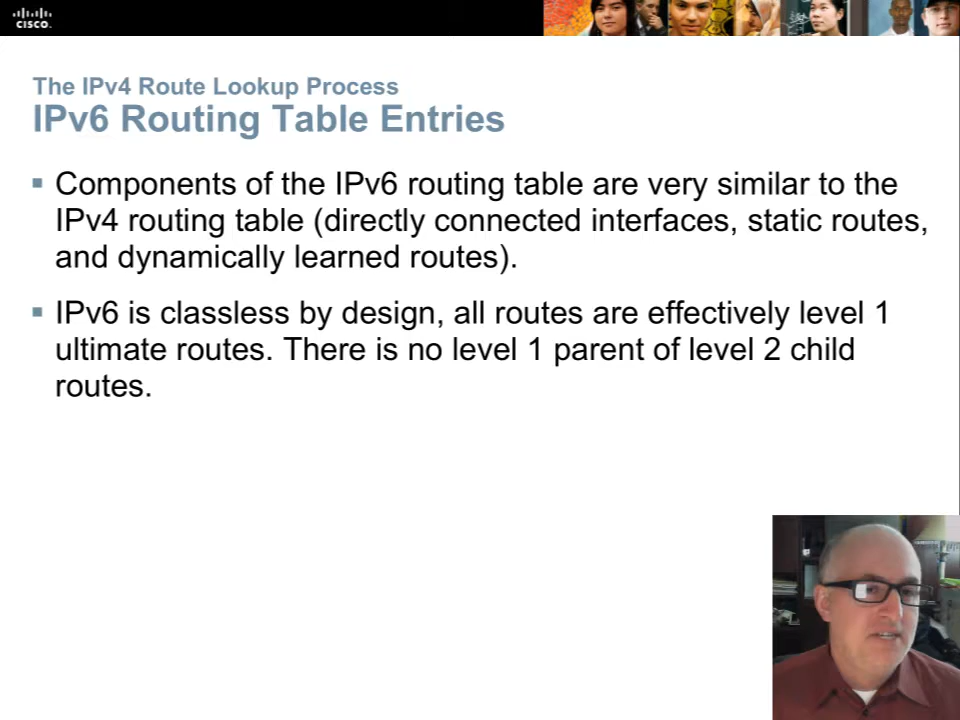 CISCO.
The IPv4 Route Lookup Process
IPv6 Routing Table Entries
▪ Components of the IPv6 routing table are very similar to the
IPv4 routing table (directly connected interfaces, static routes,
and dynamically learned routes).
▪ IPv6 is classless by design, all routes are effectively level 1
ultimate routes. There is no level 1 parent of level 2 child
routes.